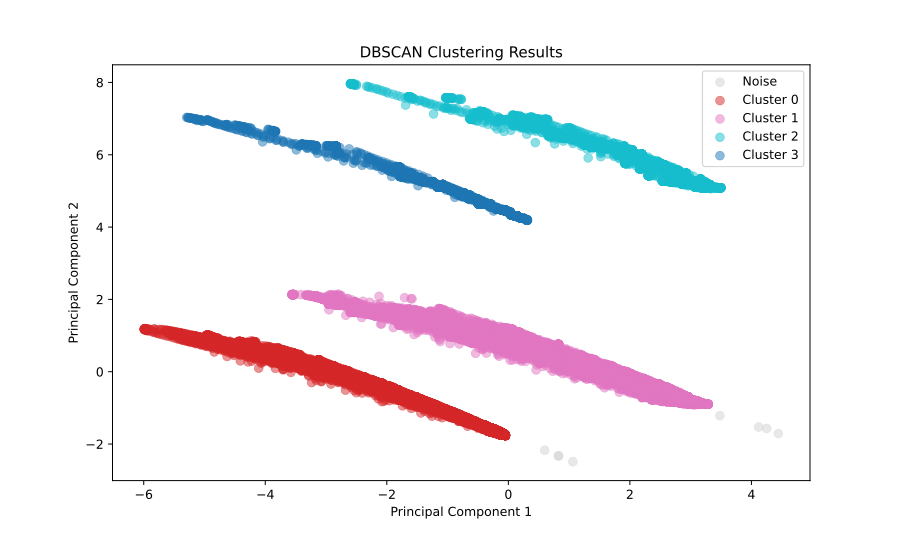 DBSCAN Clustering Results
Noise
Cluster 0
Cluster 1
Cluster 2
Cluster 3
8
6
4
2
0
−2
Principal Component 2
−6 −4 −2 0 2 4
Principal Component 1